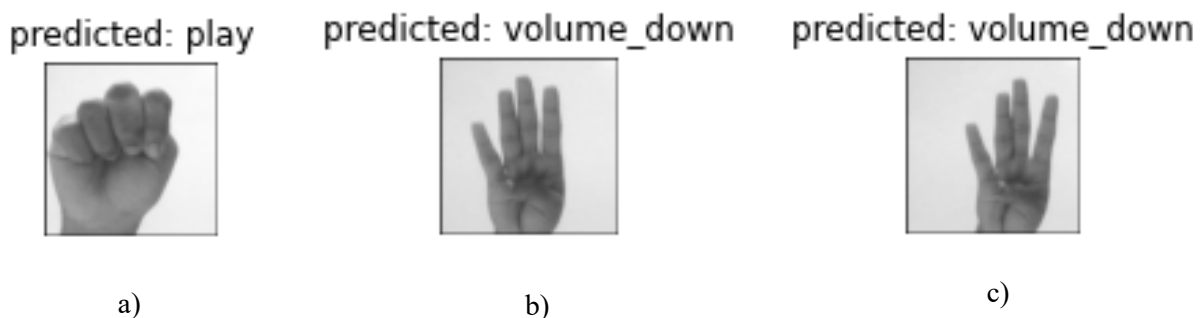 predicted: play
predicted: volume_down
predicted: volume_down
a)
b)
c)